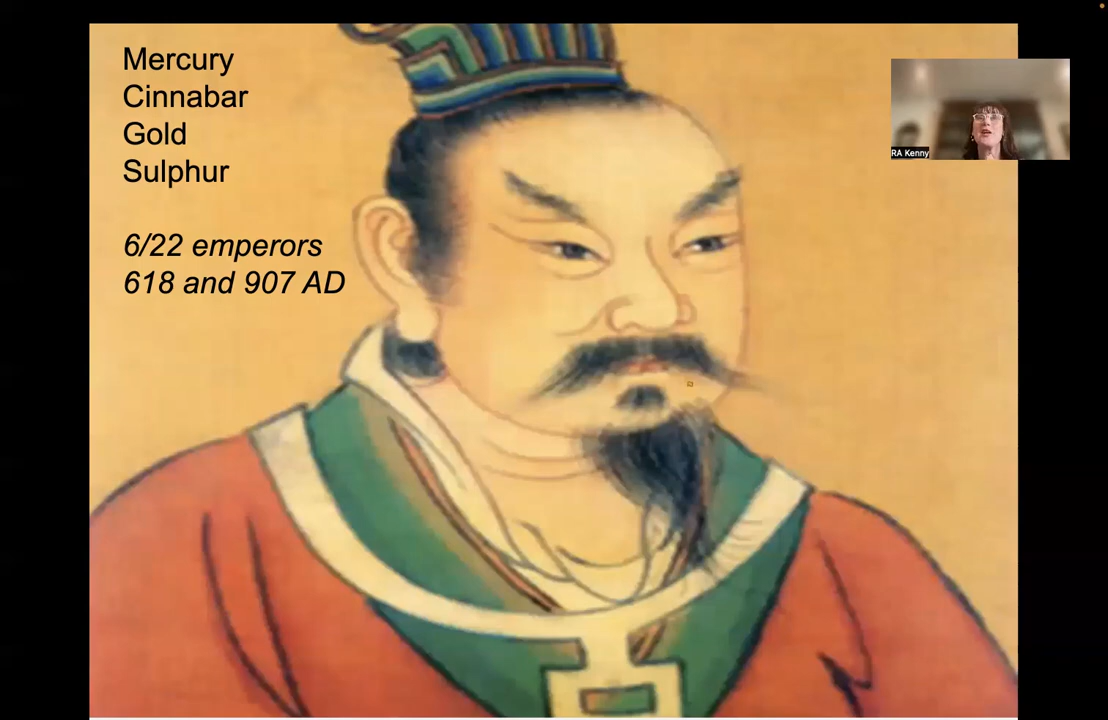 Mercury
Cinnabar
Gold
Sulphur
6/22 emperors
618 and 907 AD
RA Kenny